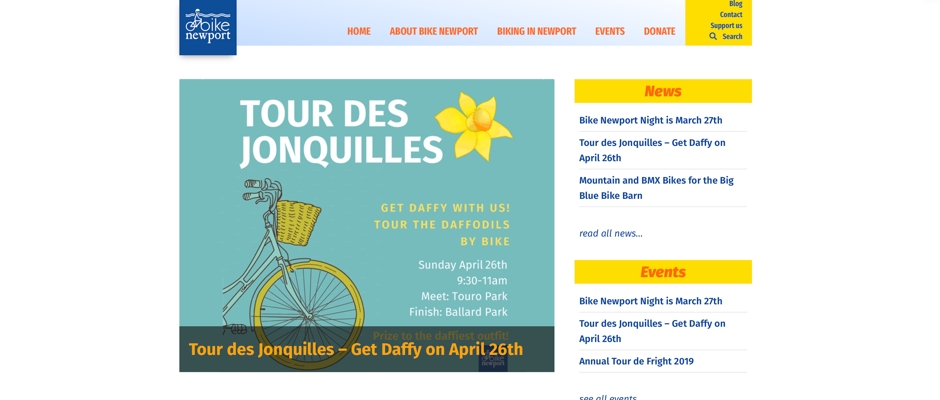 bike
newport
HOME
ABOUT BIKE NEWPORT
BIKING IN NEWPORT
EVENTS
DONATE
Blog
Contact
Support us
Search
TOUR DES
JONQUILLES
GET DAFFY WITH US!
TOUR THE DAFFODILS
BY BIKE
Sunday April 26th
9:30-11am
Meet: Touro Park
Finish: Ballard Park
Prize to the daffiest outfit!
Tour des Jonquilles – Get Daffy on April 26th
bike
newport
News
Bike Newport Night is March 27th
Tour des Jonquilles – Get Daffy on
April 26th
Mountain and BMX Bikes for the Big
Blue Bike Barn
read all news...
Events
Bike Newport Night is March 27th
Tour des Jonquilles – Get Daffy on
April 26th
Annual Tour de Fright 2019
see all events